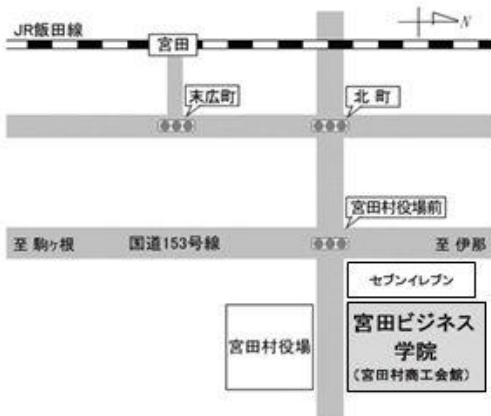 JR飯田線
N
宮田
末広町
北町
宮田村役場前
至 駒ヶ根
国道153号線
至 伊那
セブンイレブン
宮田ビジネス
学院
(宮田村商工会館)
宮田村役場